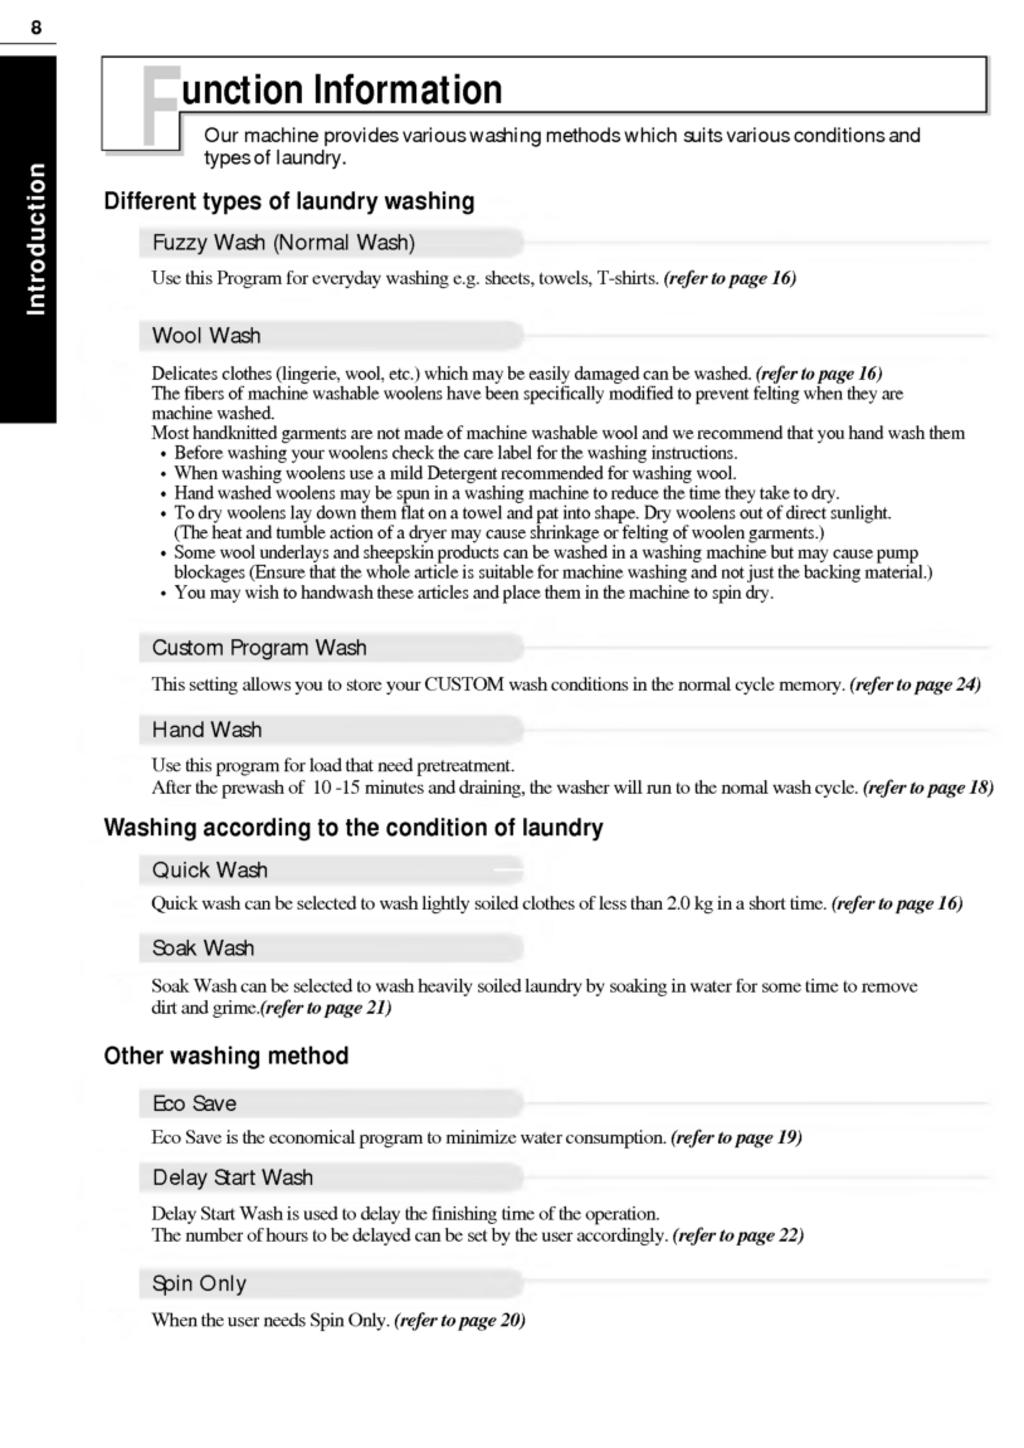 8
Introduction
Function Information
Our machine provides various washing methods which suits various conditions and
types of laundry.
Different types of laundry washing
Fuzzy Wash (Normal Wash)
Use this Program for everyday washing e.g. sheets, towels, T-shirts. (refer to page 16)
Wool Wash
Delicates clothes (lingerie, wool, etc.) which may be easily damaged can be washed. (refer to page 16)
The fibers of machine washable woolens have been specifically modified to prevent felting when they are
machine washed.
Most handknitted garments are not made of machine washable wool and we recommend that you hand wash them
• Before washing your woolens check the care label for the washing instructions.
• When washing woolens use a mild Detergent recommended for washing wool.
• Hand washed woolens may be spun in a washing machine to reduce the time they take to dry.
• To dry woolens lay down them flat on a towel and pat into shape. Dry woolens out of direct sunlight.
(The heat and tumble action of a dryer may cause shrinkage or felting of woolen garments.)
• Some wool underlays and sheepskin products can be washed in a washing machine but may cause pump
blockages (Ensure that the whole article is suitable for machine washing and not just the backing material.)
• You may wish to handwash these articles and place them in the machine to spin dry.
Custom Program Wash
This setting allows you to store your CUSTOM wash conditions in the normal cycle memory. (refer to page 24)
Hand Wash
Use this program for load that need pretreatment.
After the prewash of 10 -15 minutes and draining, the washer will run to the nomal wash cycle. (refer to page 18)
Washing according to the condition of laundry
Quick Wash
Quick wash can be selected to wash lightly soiled clothes of less than 2.0 kg in a short time. (refer to page 16)
Soak Wash
Soak Wash can be selected to wash heavily soiled laundry by soaking in water for some time to remove
dirt and grime.(refer to page 21)
Other washing method
Eco Save
Eco Save is the economical program to minimize water consumption. (refer to page 19)
Delay Start Wash
Delay Start Wash is used to delay the finishing time of the operation.
The number of hours to be delayed can be set by the user accordingly. (refer to page 22)
Spin Only
When the user needs Spin Only. (refer to page 20)